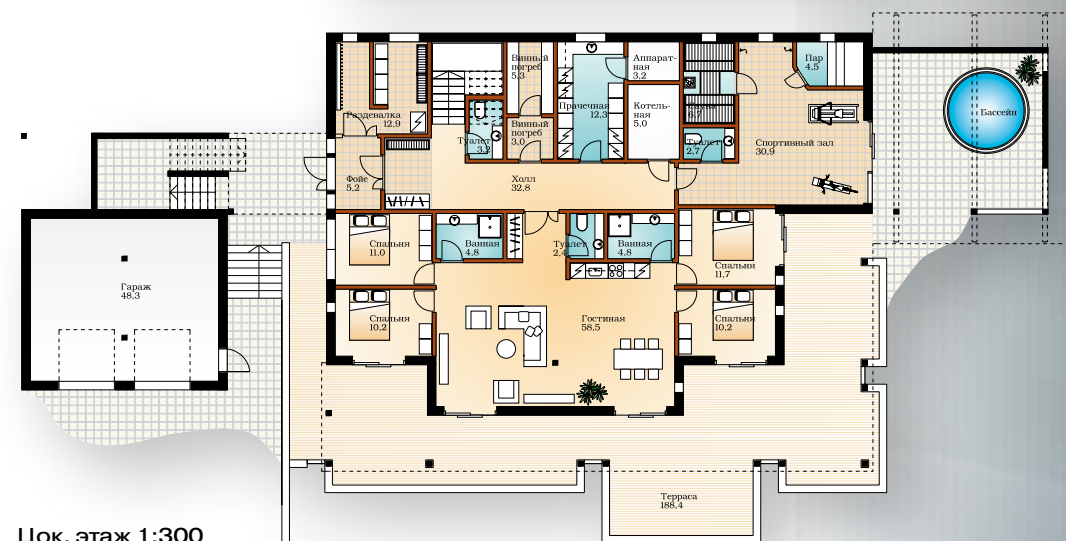 Винный
погреб
5,3
Аппарат-
ная
3,2
Пар
4,5
Раздевалка
12,9
Прачечная
12,3
Котель-
ная
5,0
Сауна
6,7
Бассейн
Туалет
3,2
Винный
погреб
3,0
Туалет
2,7
Спортивный зал
30,9
Фойе
5,2
Холл
32,8
Спальня
11,0
Ванная
4,8
Туалет
2,4
Ванная
4,8
Спальня
11,7
Гараж
48,3
Спальня
10,2
Гостиная
58,5
Спальня
10,2
Терраса
188,4
Цок. этаж 1:300